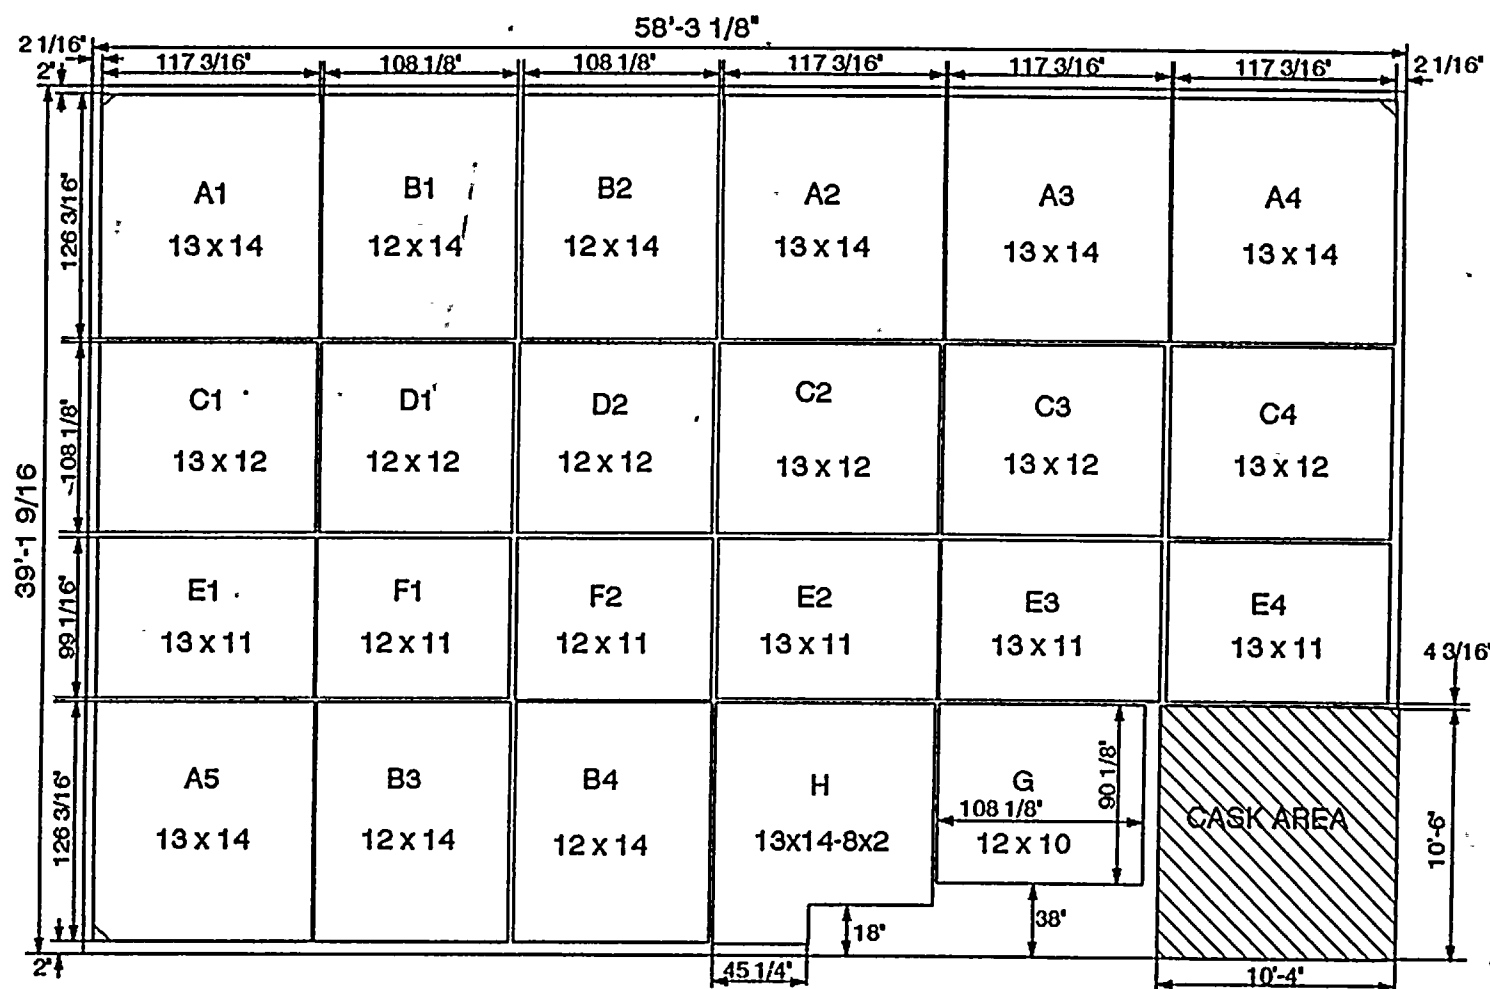 58'-3 1/8"
2 1/16" 117 3/16" 108 1/8" 108 1/8" 117 3/16" 117 3/16" 117 3/16" 2 1/16"
2"
126 3/16"
A1 B1 B2 A2 A3 A4
13 x 14 12 x 14 12 x 14 13 x 14 13 x 14 13 x 14
108 1/8"
C1 D1 D2 C2 C3 C4
13 x 12 12 x 12 12 x 12 13 x 12 13 x 12 13 x 12
39'-1 9/16
99 1/16"
E1 F1 F2 E2 E3 E4
13 x 11 12 x 11 12 x 11 13 x 11 13 x 11 13 x 11
4 3/16"
126 3/16"
A5 B3 B4 H G CASK AREA
90 1/8"
108 1/8"
13 x 14 12 x 14 12 x 14 13x14-8x2 12 x 10
10'-6"
18" 38"
2" 45 1/4" 10'-4"